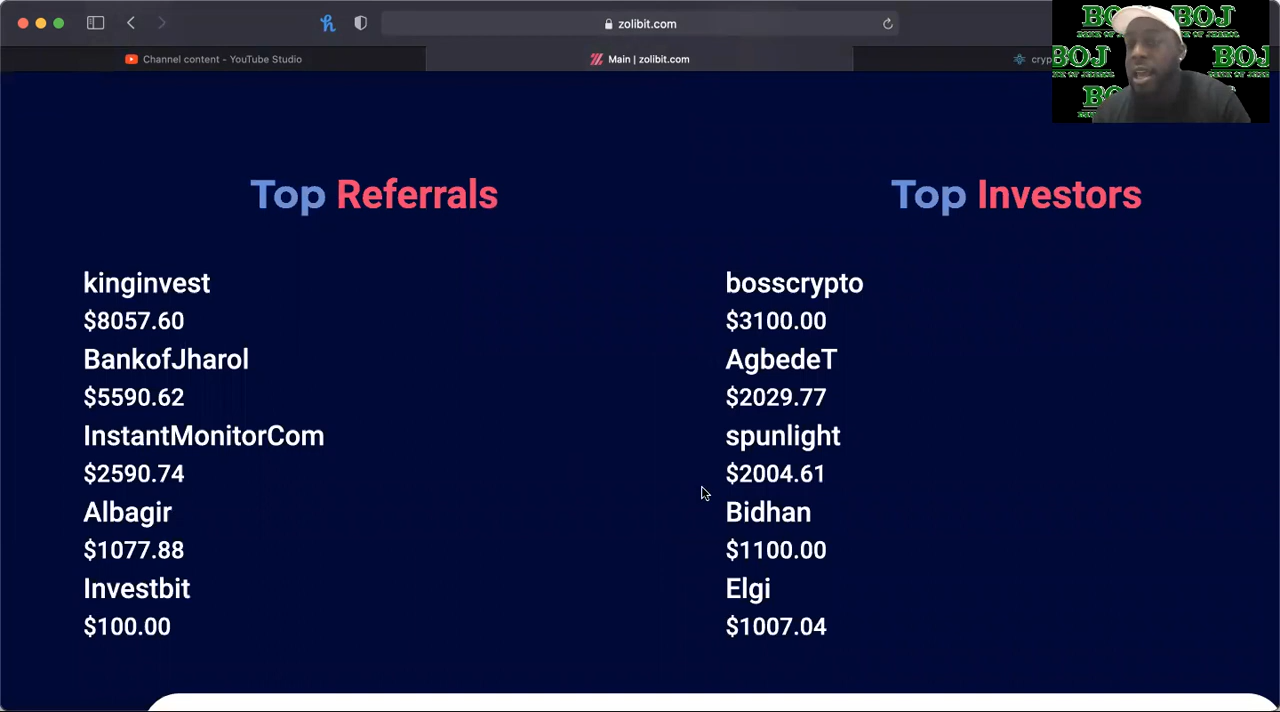 zolibit.com
Channel content - YouTube Studio
Main | zolibit.com
BOJ
BOJ
BOJ
BOJ
Top Referrals
Top Investors
kinginvest
$8057.60
BankofJharol
$5590.62
InstantMonitorCom
$2590.74
Albagir
$1077.88
Investbit
$100.00
bosscrypto
$3100.00
AgbedeT
$2029.77
spunlight
$2004.61
Bidhan
$1100.00
Elgi
$1007.04